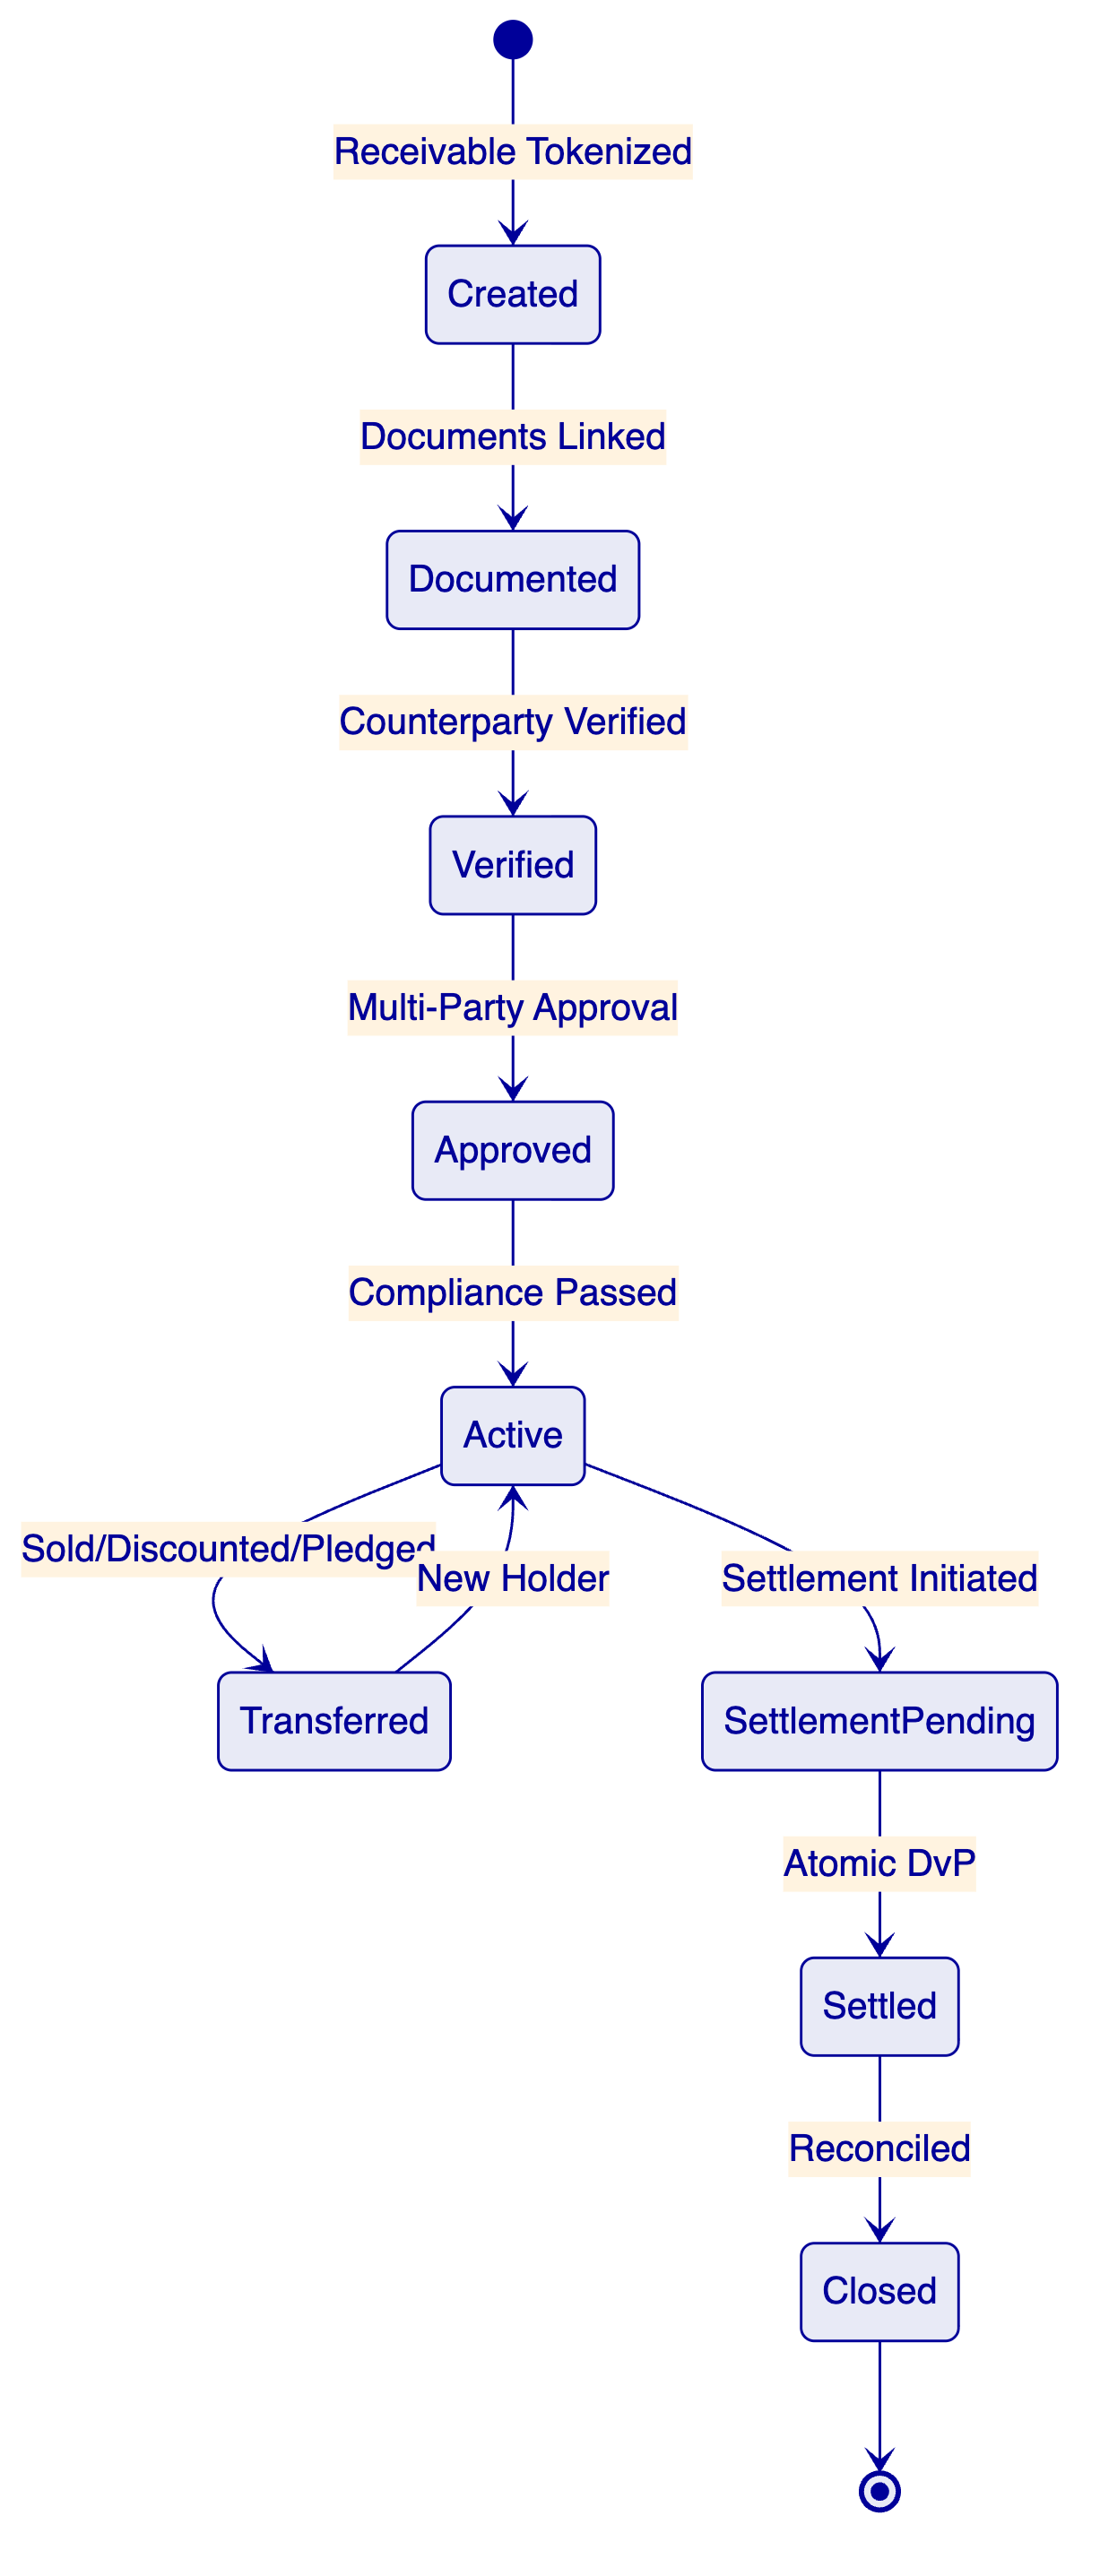 Receivable Tokenized
Created
Documents Linked
Documented
Counterparty Verified
Verified
Multi-Party Approval
Approved
Compliance Passed
Active
Sold/Discounted/Pledged
New Holder
Settlement Initiated
Transferred
SettlementPending
Atomic DvP
Settled
Reconciled
Closed